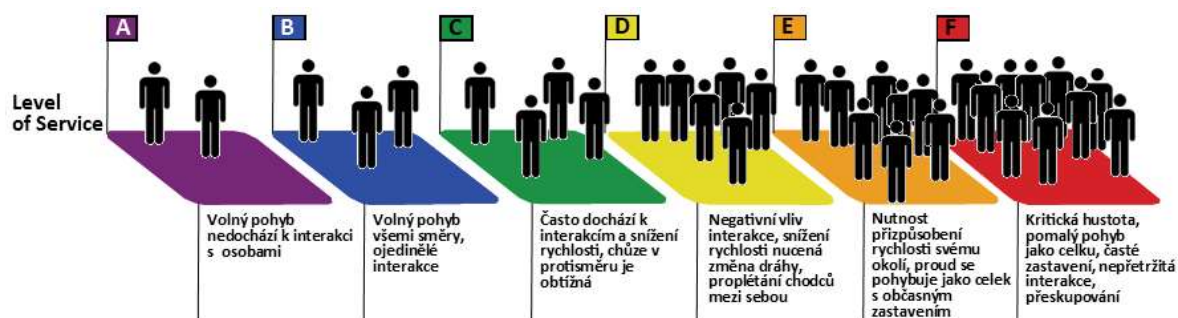 A
B
C
D
E
F
Level
of Service
Volný pohyb
nedochází k interakci
s osobami
Volný pohyb
všemi směry,
ojedinělé
interakce
Často dochází k
interakcím a snížení
rychlosti, chůze v
protisměru je
obtížná
Negativní vliv
interakce, snížení
rychlosti nucená
změna dráhy,
proplétání chodců
mezi sebou
Nutnost
přizpůsobení
rychlosti svému
okolí, proud se
pohybuje jako celek
s občasným
zastavením
Kritická hustota,
pomalý pohyb
jako celku, časté
zastavení, nepřetržitá
interakce,
přeskupování